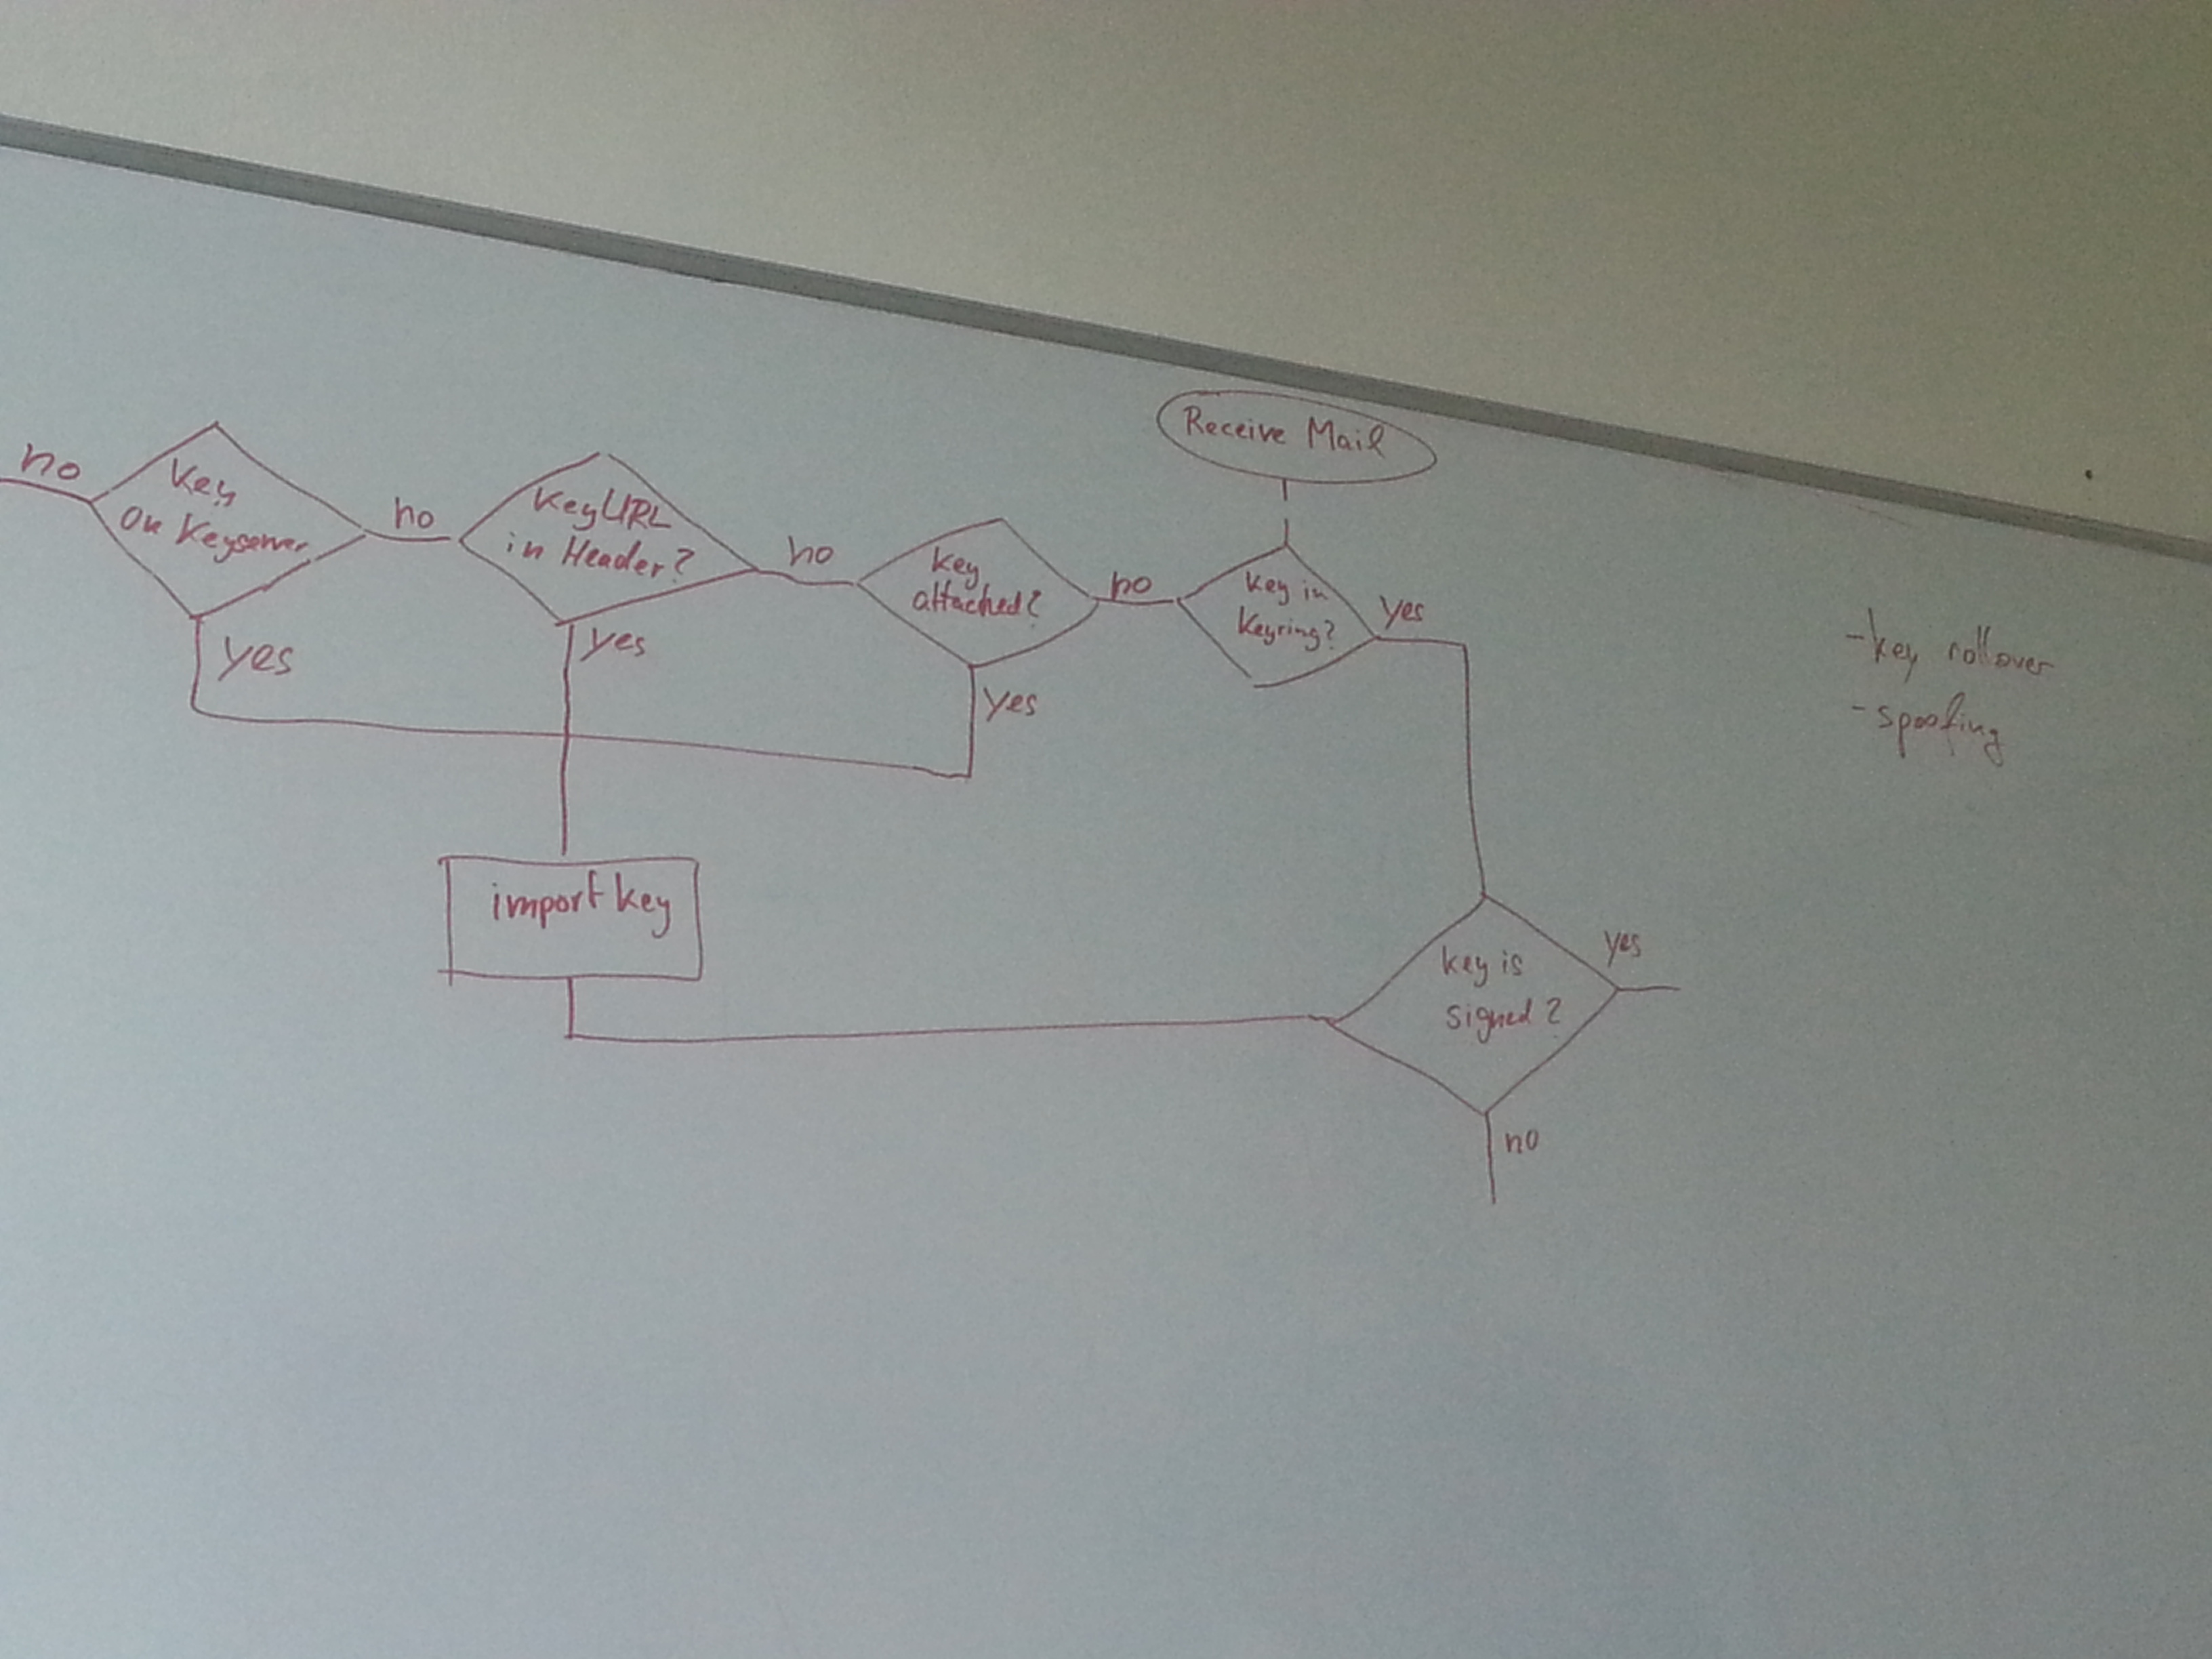 Receive Mail
no
Key
on Keyserver
no
KeyURL
in Header?
no
key
attached?
no
key in
Keyring?
yes
yes
yes
yes
- key rollover
- spoofing
import key
key is
signed?
yes
no